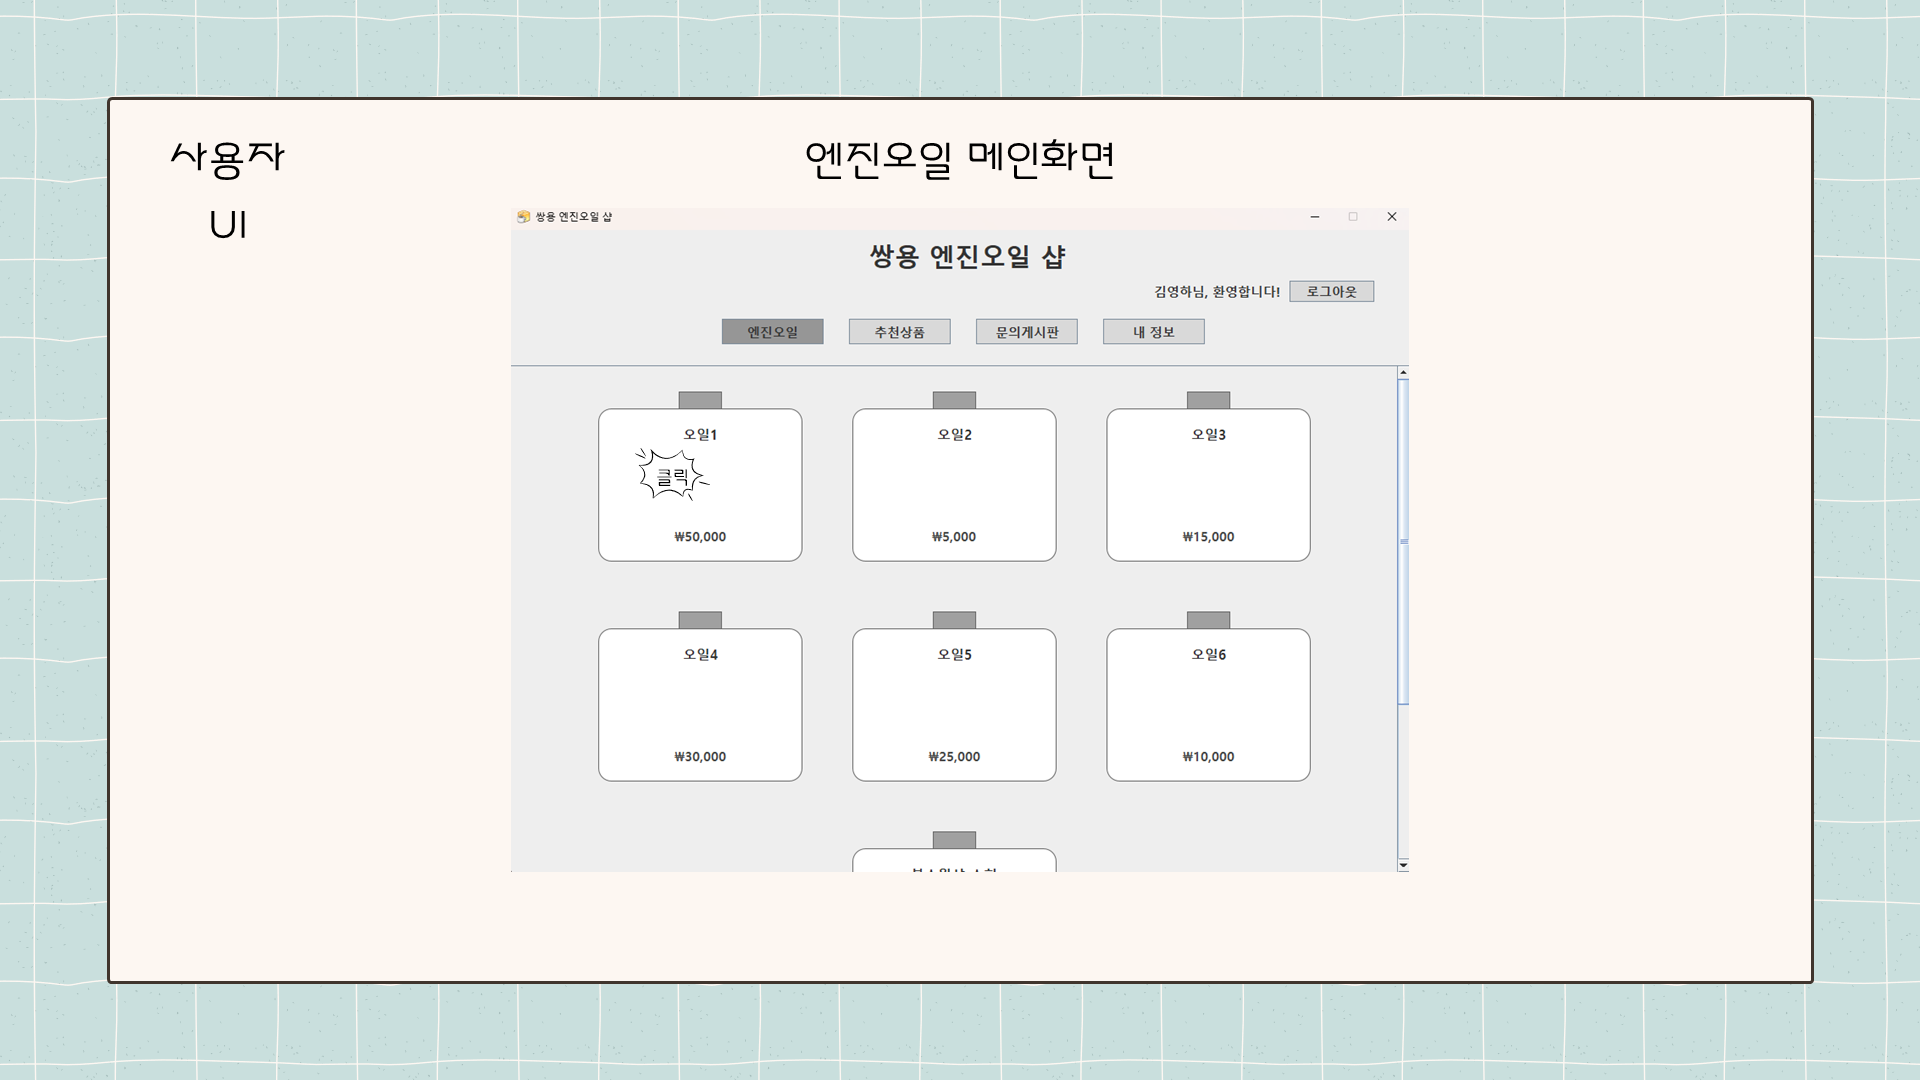 사용자
UI
엔진오일 메인화면
쌍용 엔진오일 샵
쌍용 엔진오일 샵
김영하님, 환영합니다! 로그아웃
엔진오일 추천상품 문의게시판 내 정보
오일1 오일2 오일3
클릭
₩50,000 ₩5,000 ₩15,000
오일4 오일5 오일6
₩30,000 ₩25,000 ₩10,000